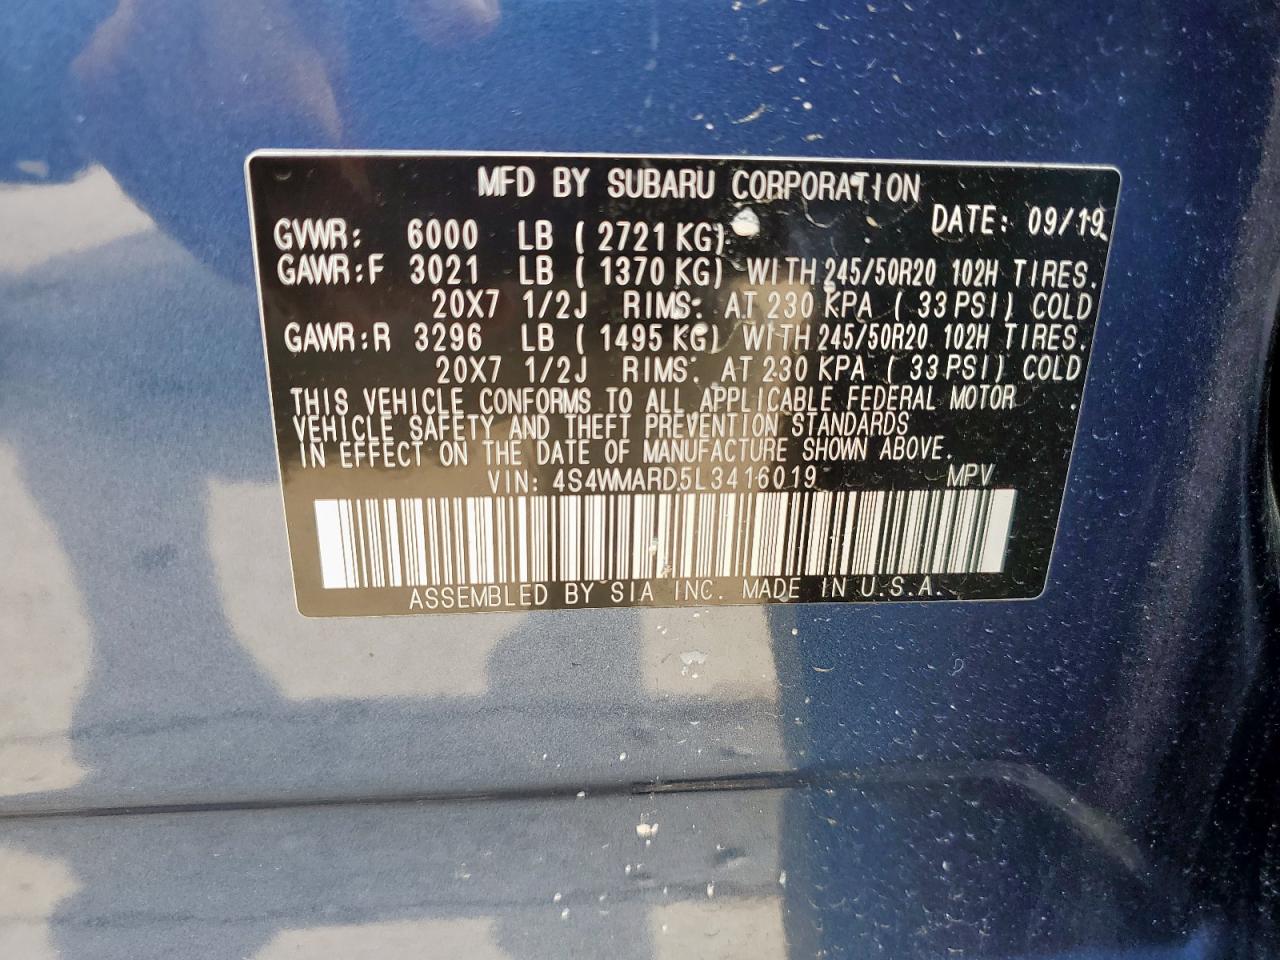 MFD BY SUBARU CORPORATION
DATE: 09/19
GVWR: 6000 LB ( 2721 KG)
GAWR: F 3021 LB ( 1370 KG) WITH 245/50R20 102H TIRES.
20X7 1/2J RIMS: AT 230 KPA ( 33 PSI) COLD
GAWR: R 3296 LB ( 1495 KG) WITH 245/50R20 102H TIRES.
20X7 1/2J RIMS: AT 230 KPA ( 33 PSI) COLD
THIS VEHICLE CONFORMS TO ALL APPLICABLE FEDERAL MOTOR
VEHICLE SAFETY AND THEFT PREVENTION STANDARDS
IN EFFECT ON THE DATE OF MANUFACTURE SHOWN ABOVE.
VIN: 4S4WMARD5L3416019 MPV
ASSEMBLED BY SIA INC. MADE IN U.S.A.